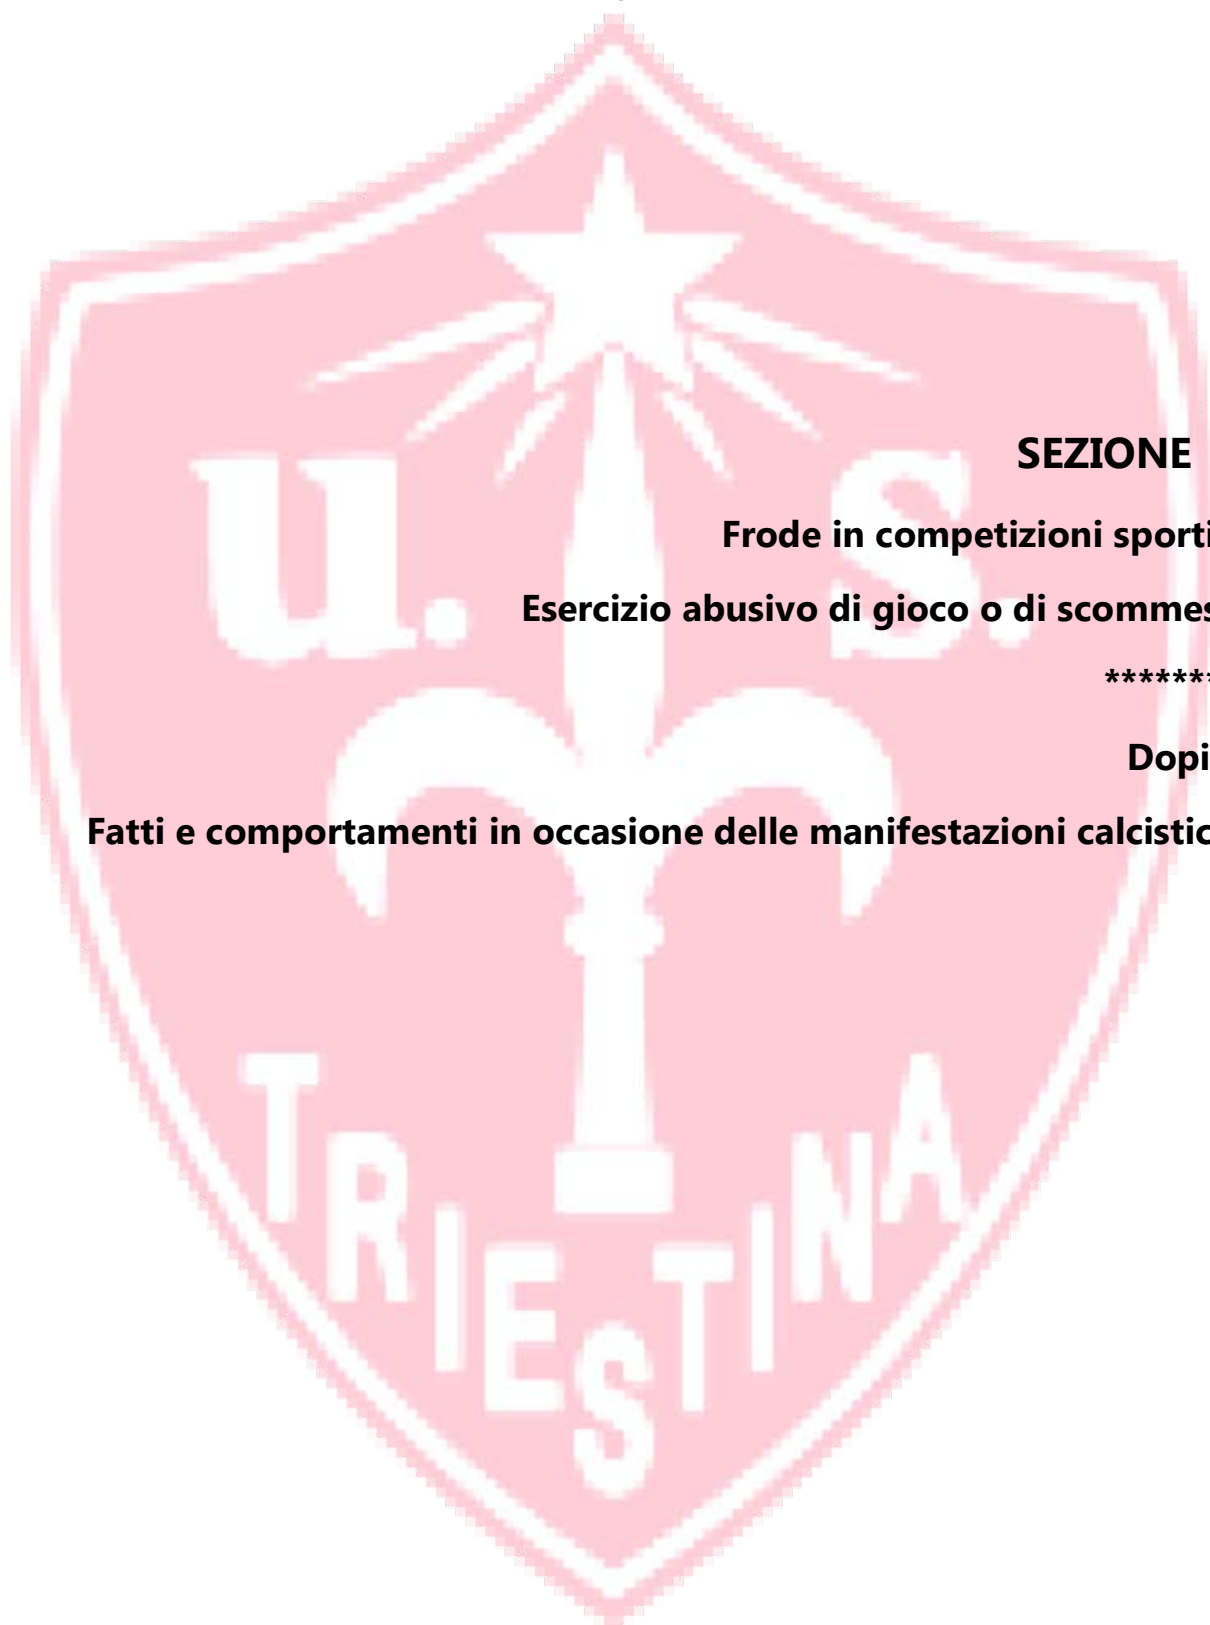 SEZIONE
Frode in competizioni sporti
Esercizio abusivo di gioco o di scommes
*******
Dopi
Fatti e comportamenti in occasione delle manifestazioni calcistic
u. s.
TRIESTINA